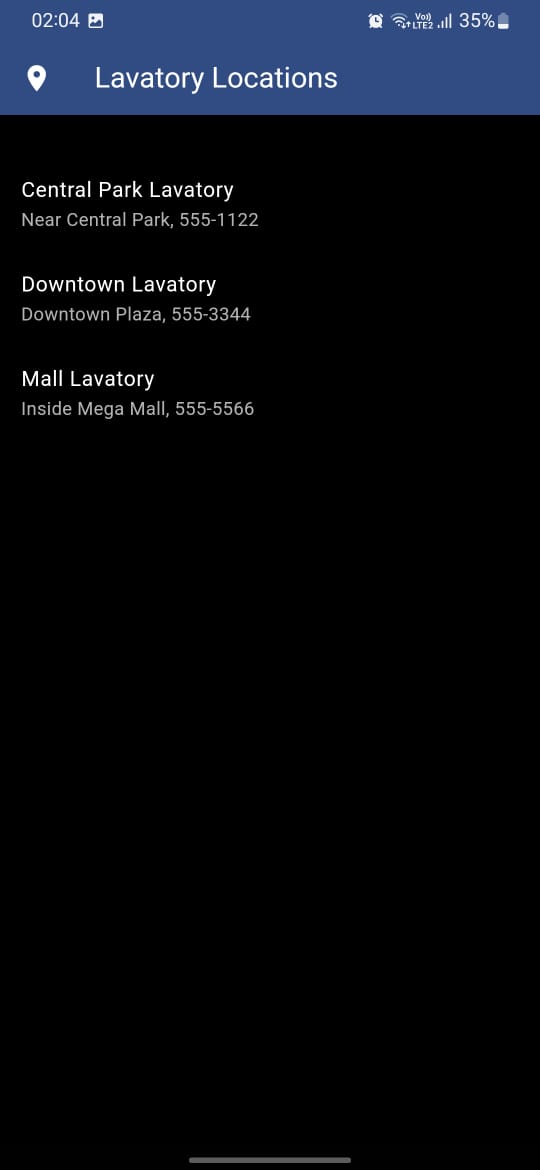 02:04
Vo)) LTE2 35%
Lavatory Locations
Central Park Lavatory
Near Central Park, 555-1122
Downtown Lavatory
Downtown Plaza, 555-3344
Mall Lavatory
Inside Mega Mall, 555-5566